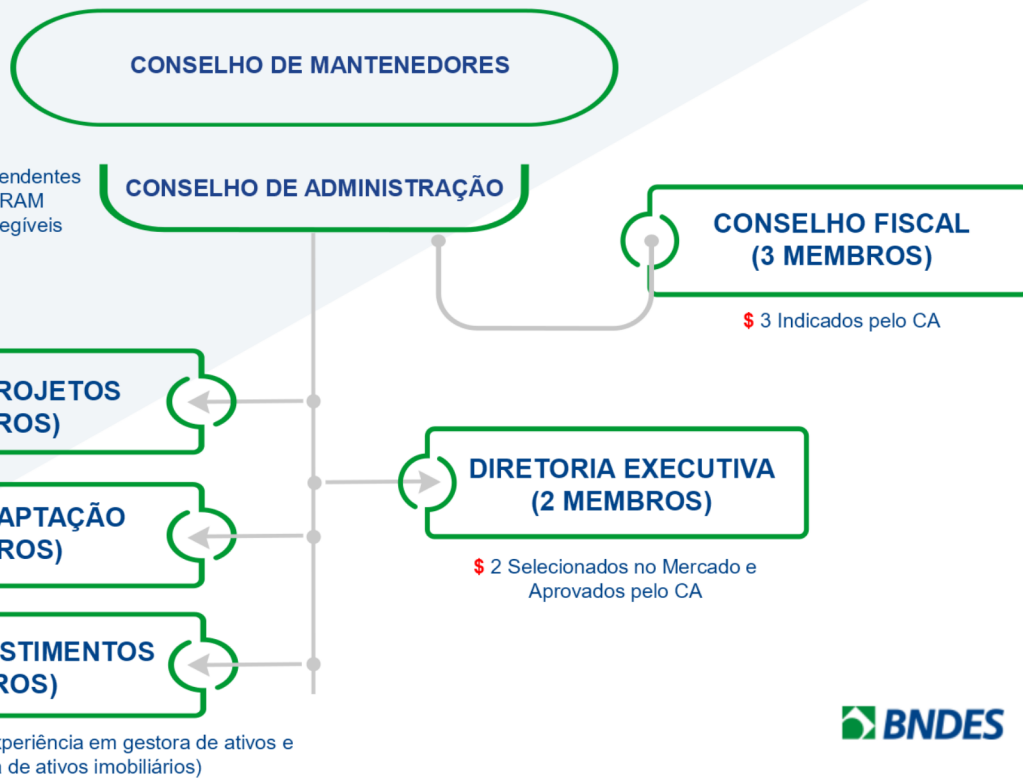 CONSELHO DE MANTENEDORES
endentes
RAM
egíveis
CONSELHO DE ADMINISTRAÇÃO
CONSELHO FISCAL
(3 MEMBROS)
$ 3 Indicados pelo CA
ROJETOS
ROS)
DIRETORIA EXECUTIVA
(2 MEMBROS)
$ 2 Selecionados no Mercado e
Aprovados pelo CA
APTAÇÃO
ROS)
STIMENTOS
ROS)
periência em gestora de ativos e
de ativos imobiliários)
BNDES